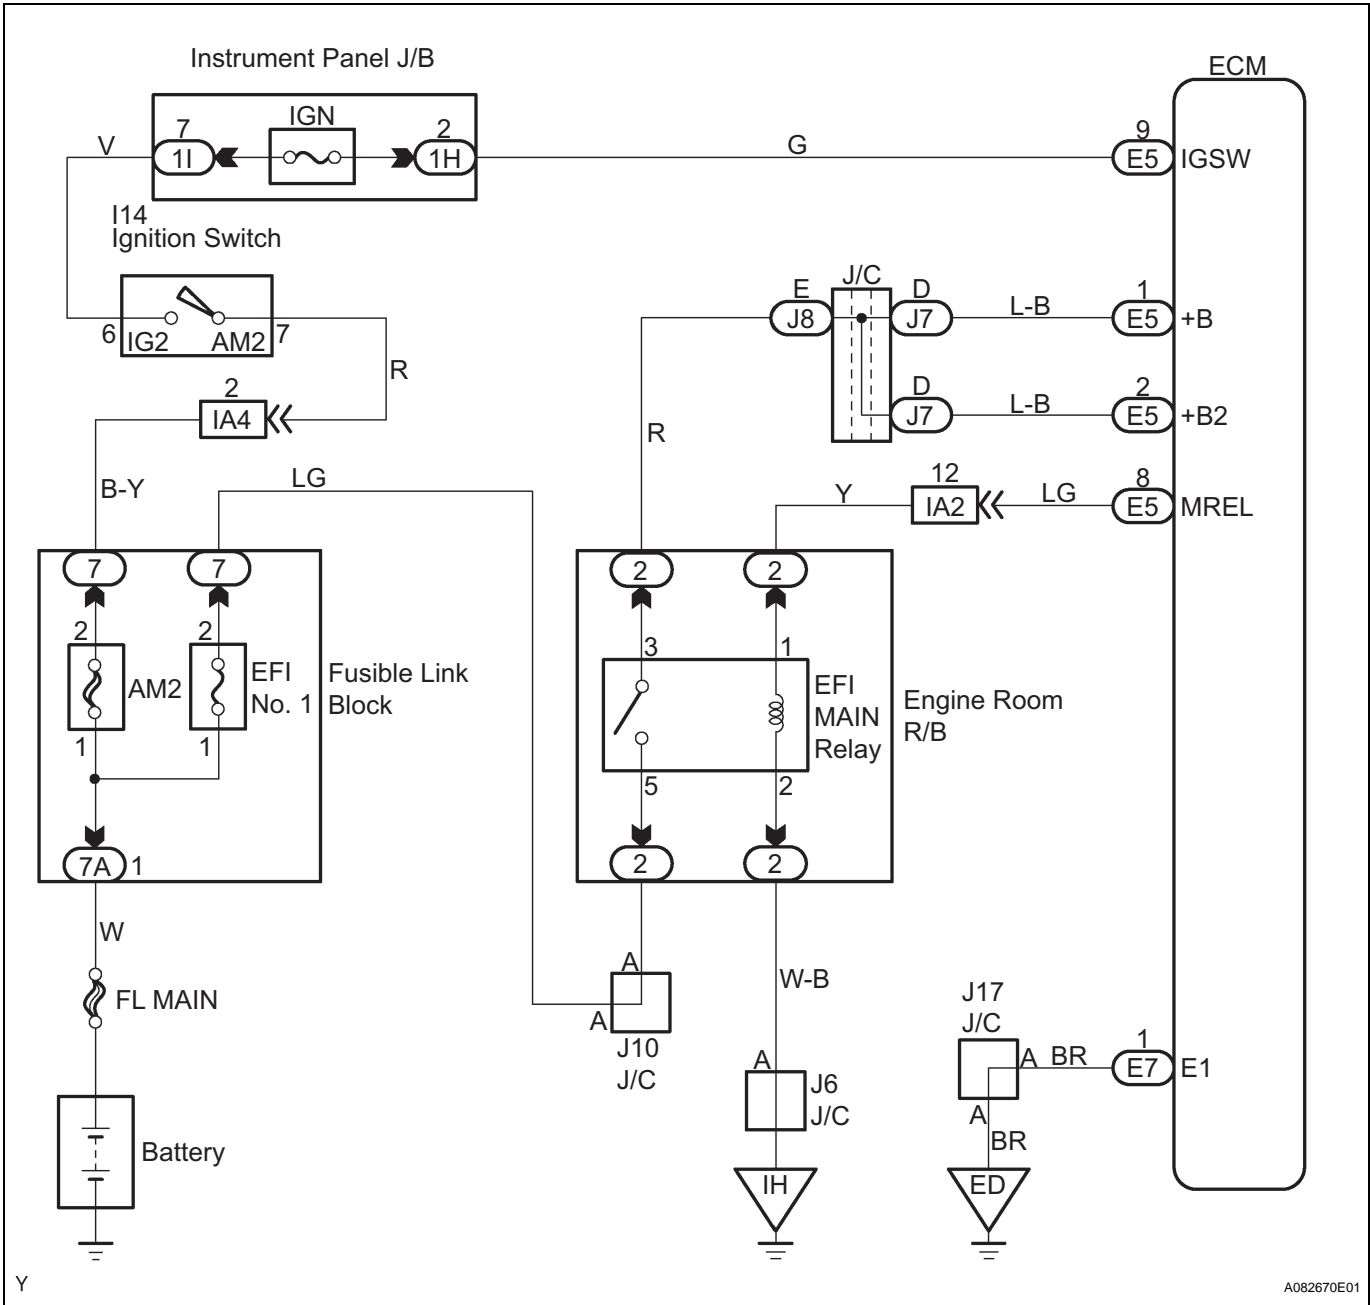 Instrument Panel J/B
ECM
IGN
7
2
9
V
1I
1H
G
E5
IGSW
I14
Ignition Switch
J/C
E
D
1
J8
J7
L-B
E5
+B
6
IG2
AM2
7
R
2
IA4
D
2
J7
L-B
E5
+B2
R
B-Y
LG
12
8
Y
IA2
LG
E5
MREL
7
7
2
2
2
2
3
1
AM2
EFI
No. 1
Fusible Link
Block
EFI
MAIN
Relay
Engine Room
R/B
1
1
5
2
7A
1
2
2
W
A
W-B
FL MAIN
A
J10
J/C
J17
J/C
1
A
BR
E7
E1
A
J6
J/C
A
BR
Battery
IH
ED
Y
A082670E01